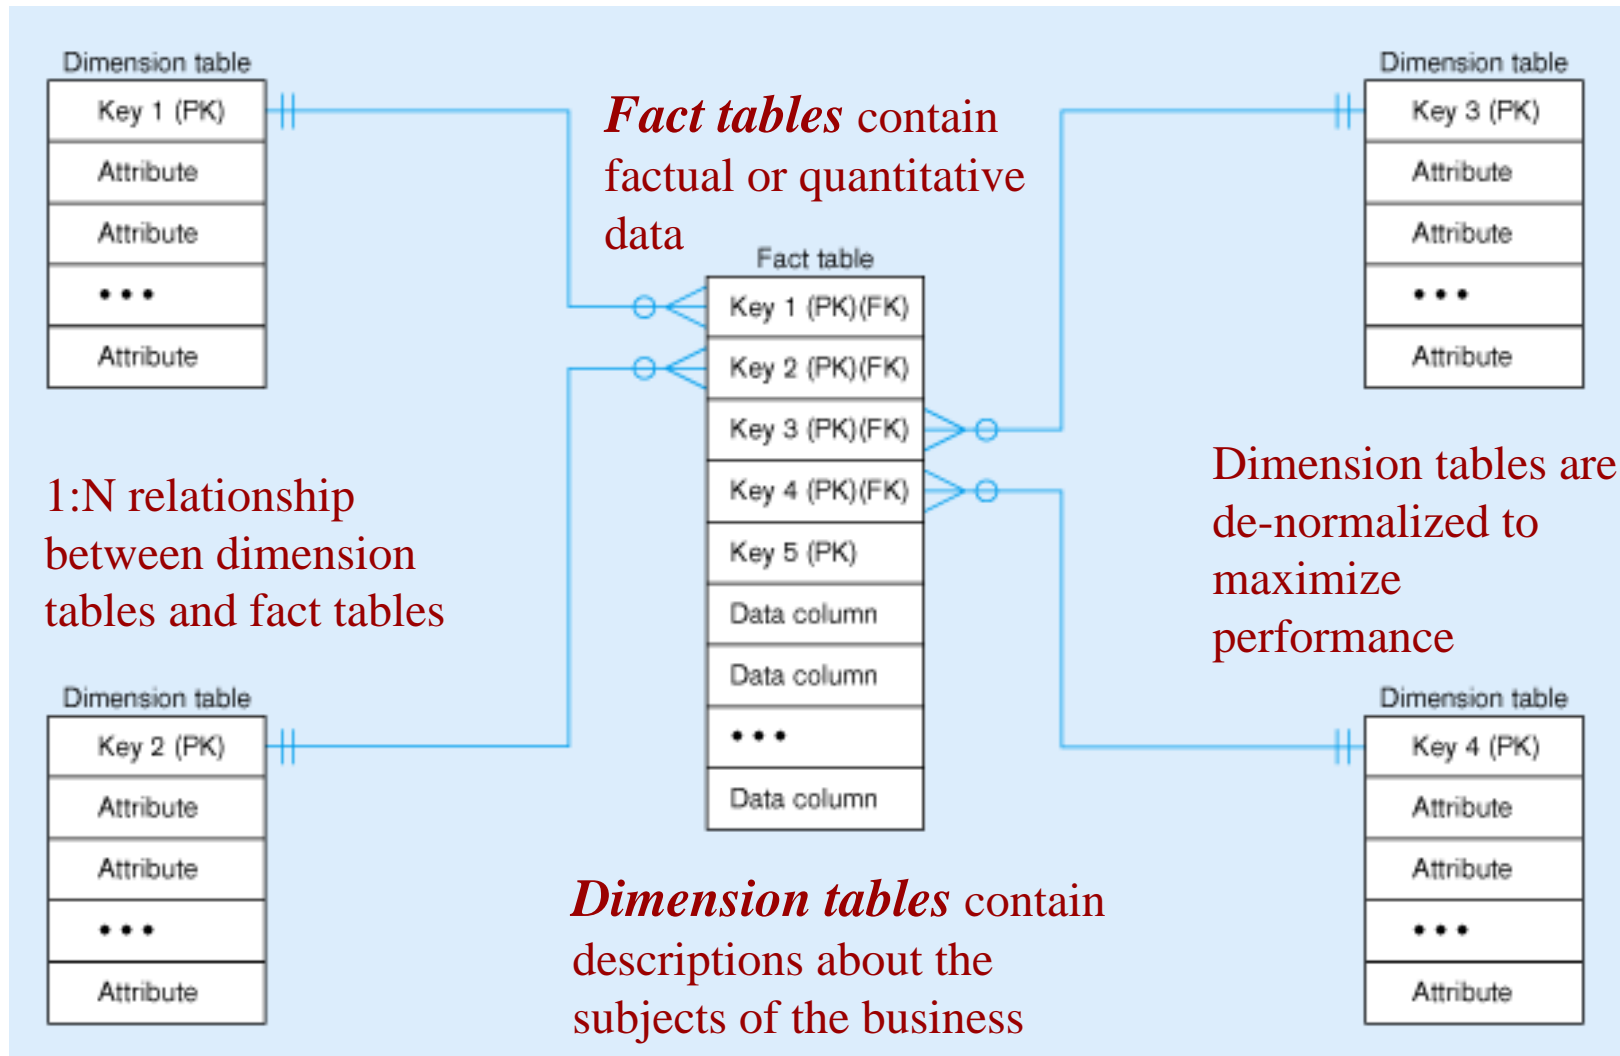 Dimension table
Key 1 (PK)
Attribute
Attribute
• • •
Attribute
Fact tables contain
factual or quantitative
data
Dimension table
Key 3 (PK)
Attribute
Attribute
• • •
Attribute
Fact table
Key 1 (PK)(FK)
Key 2 (PK)(FK)
Key 3 (PK)(FK)
Key 4 (PK)(FK)
Key 5 (PK)
Data column
Data column
• • •
Data column
1:N relationship
between dimension
tables and fact tables
Dimension tables are
de-normalized to
maximize
performance
Dimension table
Key 2 (PK)
Attribute
Attribute
• • •
Attribute
Dimension tables contain
descriptions about the
subjects of the business
Dimension table
Key 4 (PK)
Attribute
Attribute
• • •
Attribute